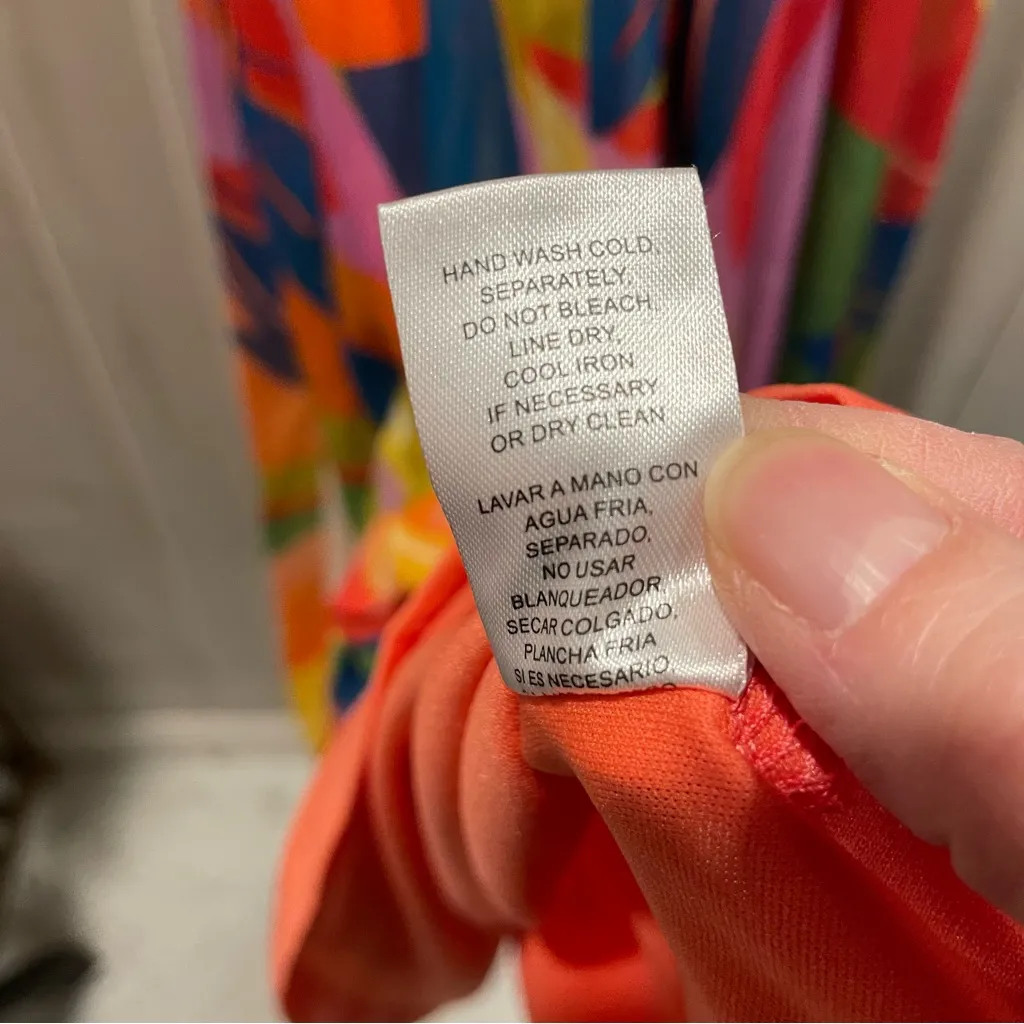 HAND WASH COLD,
SEPARATELY,
DO NOT BLEACH,
LINE DRY,
COOL IRON
IF NECESSARY
OR DRY CLEAN
LAVAR A MANO CON
AGUA FRIA,
SEPARADO,
NO USAR
BLANQUEADOR,
SECAR COLGADO,
PLANCHA FRIA
SI ES NECESARIO,